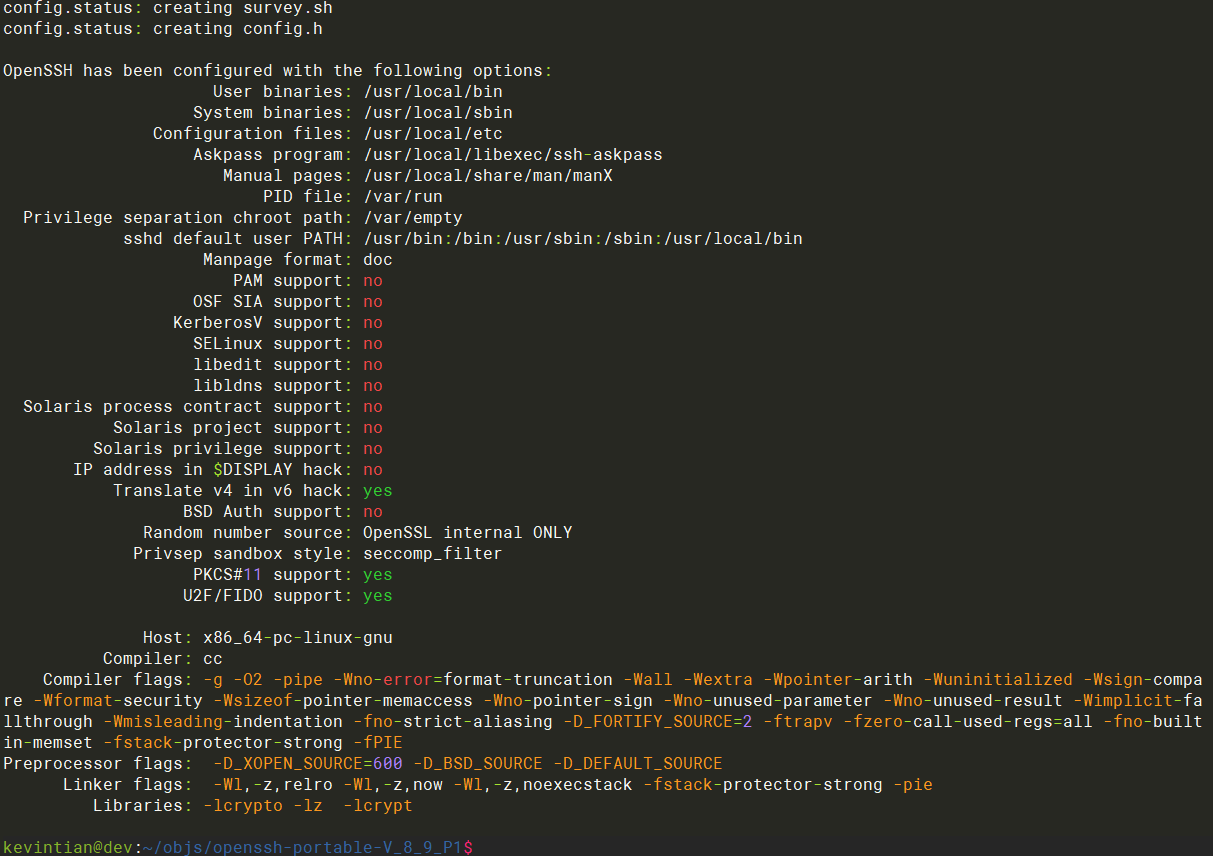 config.status: creating survey.sh
config.status: creating config.h
OpenSSH has been configured with the following options:
User binaries: /usr/local/bin
System binaries: /usr/local/sbin
Configuration files: /usr/local/etc
Askpass program: /usr/local/libexec/ssh-askpass
Manual pages: /usr/local/share/man/manX
PID file: /var/run
Privilege separation chroot path: /var/empty
sshd default user PATH: /usr/bin:/bin:/usr/sbin:/sbin:/usr/local/bin
Manpage format: doc
PAM support: no
OSF SIA support: no
KerberosV support: no
SELinux support: no
libedit support: no
libldns support: no
Solaris process contract support: no
Solaris project support: no
Solaris privilege support: no
IP address in $DISPLAY hack: no
Translate v4 in v6 hack: yes
BSD Auth support: no
Random number source: OpenSSL internal ONLY
Privsep sandbox style: seccomp_filter
PKCS#11 support: yes
U2F/FIDO support: yes
Host: x86_64-pc-linux-gnu
Compiler: cc
Compiler flags: -g -O2 -pipe -Wno-error=format-truncation -Wall -Wextra -Wpointer-arith -Wuninitialized -Wsign-compa
re -Wformat-security -Wsizeof-pointer-memaccess -Wno-pointer-sign -Wno-unused-parameter -Wno-unused-result -Wimplicit-fa
llthrough -Wmisleading-indentation -fno-strict-aliasing -D_FORTIFY_SOURCE=2 -ftrapv -fzero-call-used-regs=all -fno-built
in-memset -fstack-protector-strong -fPIE
Preprocessor flags:  -D_XOPEN_SOURCE=600 -D_BSD_SOURCE -D_DEFAULT_SOURCE
Linker flags:  -Wl,-z,relro -Wl,-z,now -Wl,-z,noexecstack -fstack-protector-strong -pie
Libraries: -lcrypto -lz  -lcrypt
kevintian@dev:~/objs/openssh-portable-V_8_9_P1$